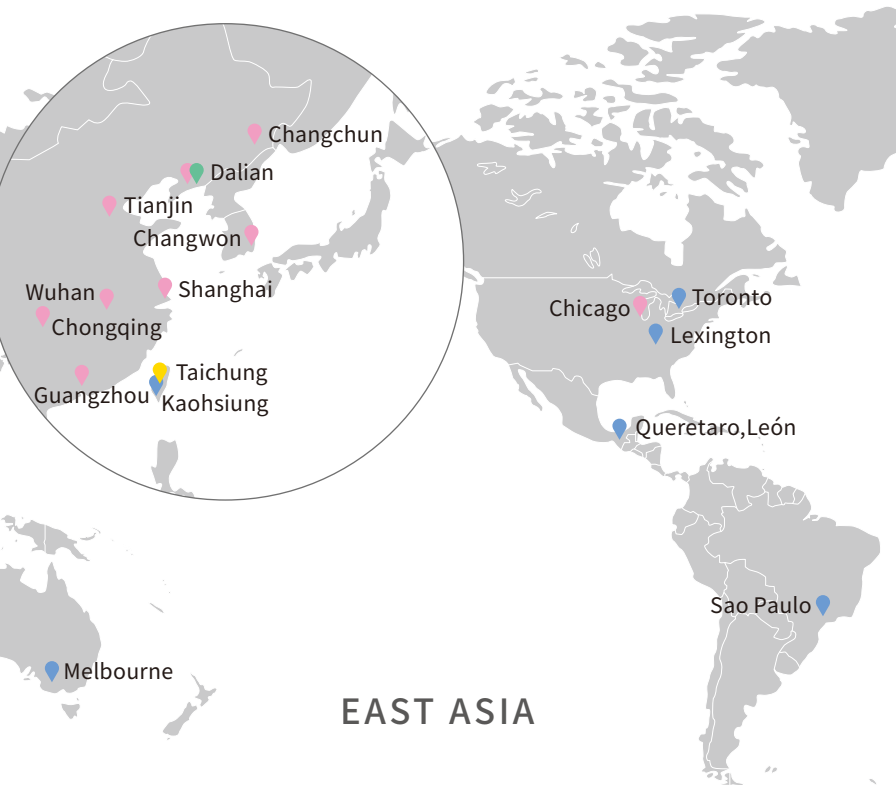 Changchun
Dalian
Tianjin
Changwon
Wuhan
Shanghai
Chongqing
Taichung
Guangzhou
Kaohsiung
Chicago
Toronto
Lexington
Queretaro,León
Sao Paulo
Melbourne
EAST ASIA